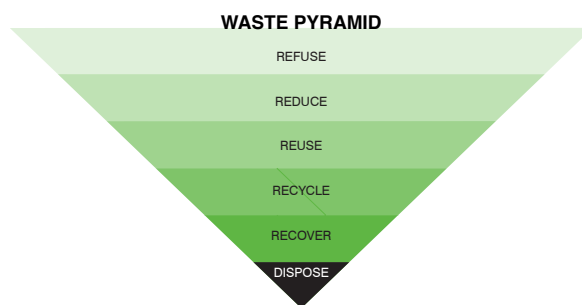 WASTE PYRAMID
REFUSE
REDUCE
REUSE
RECYCLE
RECOVER
DISPOSE